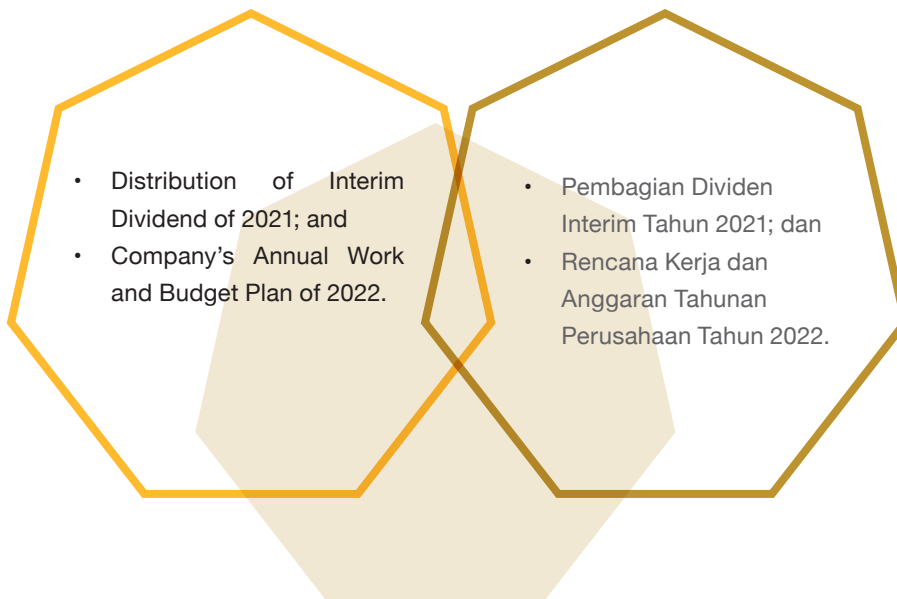 • Distribution of Interim
Dividend of 2021; and
• Company's Annual Work
and Budget Plan of 2022.
• Pembagian Dividen
Interim Tahun 2021; dan
• Rencana Kerja dan
Anggaran Tahunan
Perusahaan Tahun 2022.